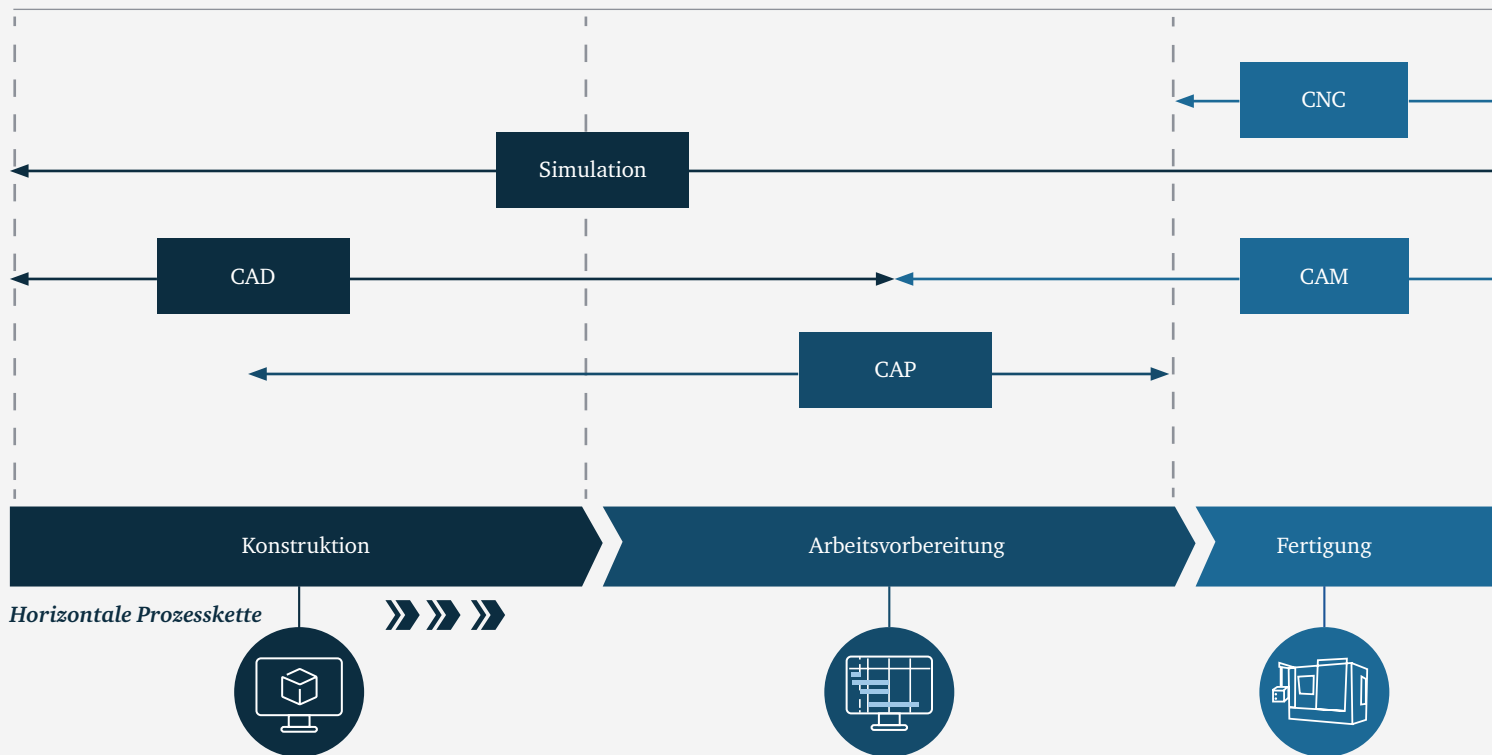 CNC
Simulation
CAD
CAM
CAP
Konstruktion
Arbeitsvorbereitung
Fertigung
Horizontale Prozesskette